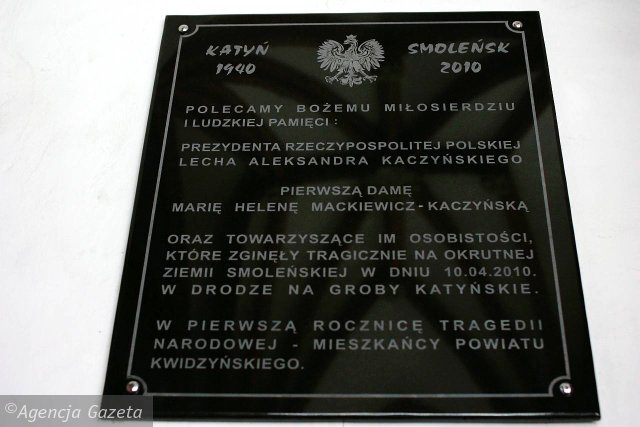 KATYŃ SMOLEŃSK
1940 2010
POLECAMY BOŻEMU MIŁOSIERDZIU
I LUDZKIEJ PAMIĘCI :
PREZYDENTA RZECZYPOSPOLITEJ POLSKIEJ
LECHA ALEKSANDRA KACZYŃSKIEGO
PIERWSZĄ DAMĘ
MARIĘ HELENĘ MACKIEWICZ - KACZYŃSKĄ
ORAZ TOWARZYSZĄCE IM OSOBISTOŚCI,
KTÓRE ZGINĘŁY TRAGICZNIE NA OKRUTNEJ
ZIEMII SMOLEŃSKIEJ W DNIU 10.04.2010.
W DRODZE NA GROBY KATYŃSKIE.
W PIERWSZĄ ROCZNICĘ TRAGEDII
NARODOWEJ - MIESZKAŃCY POWIATU
KWIDZYŃSKIEGO.
©Agencja Gazeta